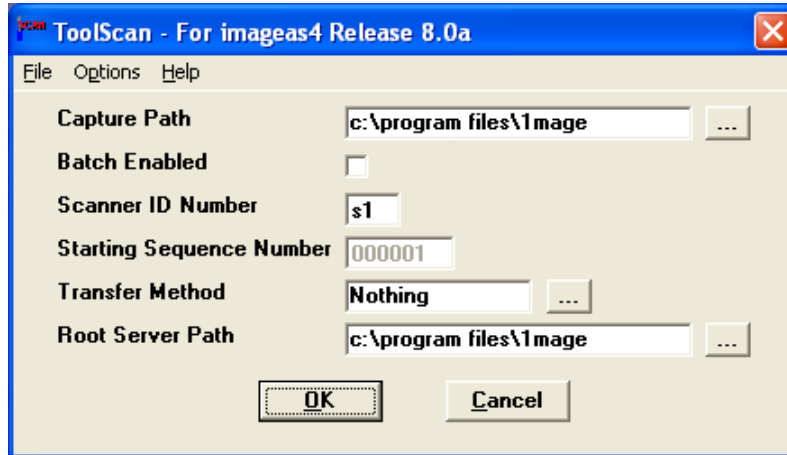 SCAN ToolScan - For imageas4 Release 8.0a
File Options Help
Capture Path c:\program files\1mage ...
Batch Enabled
Scanner ID Number s1
Starting Sequence Number 000001
Transfer Method Nothing ...
Root Server Path c:\program files\1mage ...
OK Cancel